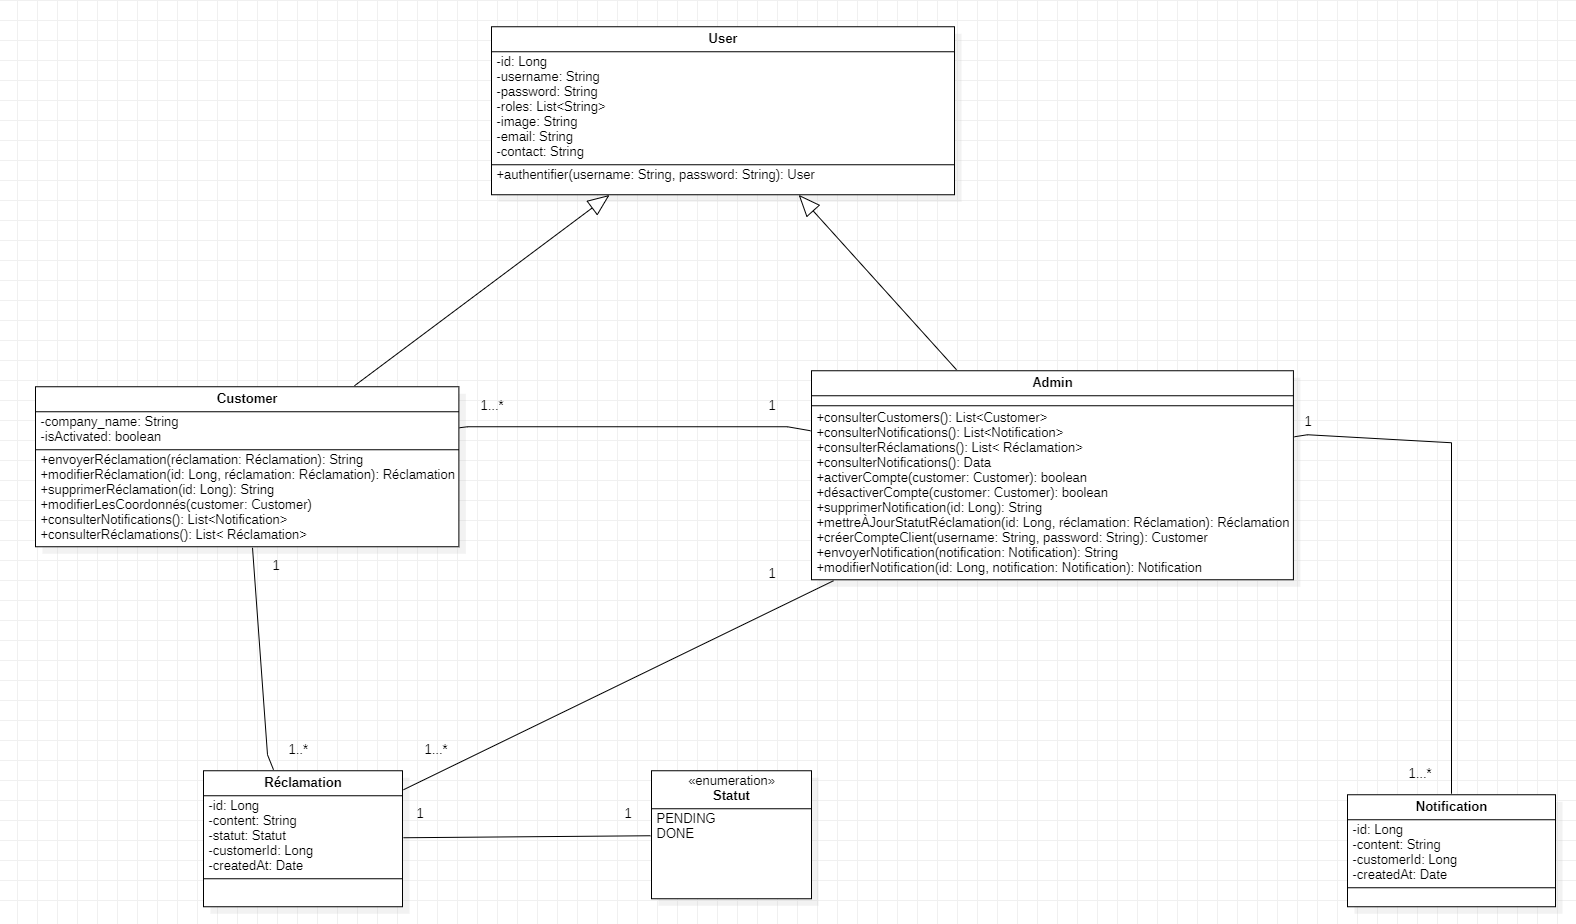 User
-id: Long
-username: String
-password: String
-roles: List<String>
-image: String
-email: String
-contact: String
+authentifier(username: String, password: String): User
Customer
-company_name: String
-isActivated: boolean
+envoyerRéclamation(réclamation: Réclamation): String
+modifierRéclamation(id: Long, réclamation: Réclamation): Réclamation
+supprimerRéclamation(id: Long): String
+modifierLesCoordonnés(customer: Customer)
+consulterNotifications(): List<Notification>
+consulterRéclamations(): List< Réclamation>
1...*
1
Admin
+consulterCustomers(): List<Customer>
+consulterNotifications(): List<Notification>
+consulterRéclamations(): List< Réclamation>
+consulterNotifications(): Data
+activerCompte(customer: Customer): boolean
+désactiverCompte(customer: Customer): boolean
+supprimerNotification(id: Long): String
+mettreÀJourStatutRéclamation(id: Long, réclamation: Réclamation): Réclamation
+créerCompteClient(username: String, password: String): Customer
+envoyerNotification(notification: Notification): String
+modifierNotification(id: Long, notification: Notification): Notification
1
1
1
1..*
1...*
Réclamation
-id: Long
-content: String
-statut: Statut
-customerId: Long
-createdAt: Date
1
1
«enumeration»
Statut
PENDING
DONE
1...*
Notification
-id: Long
-content: String
-customerId: Long
-createdAt: Date